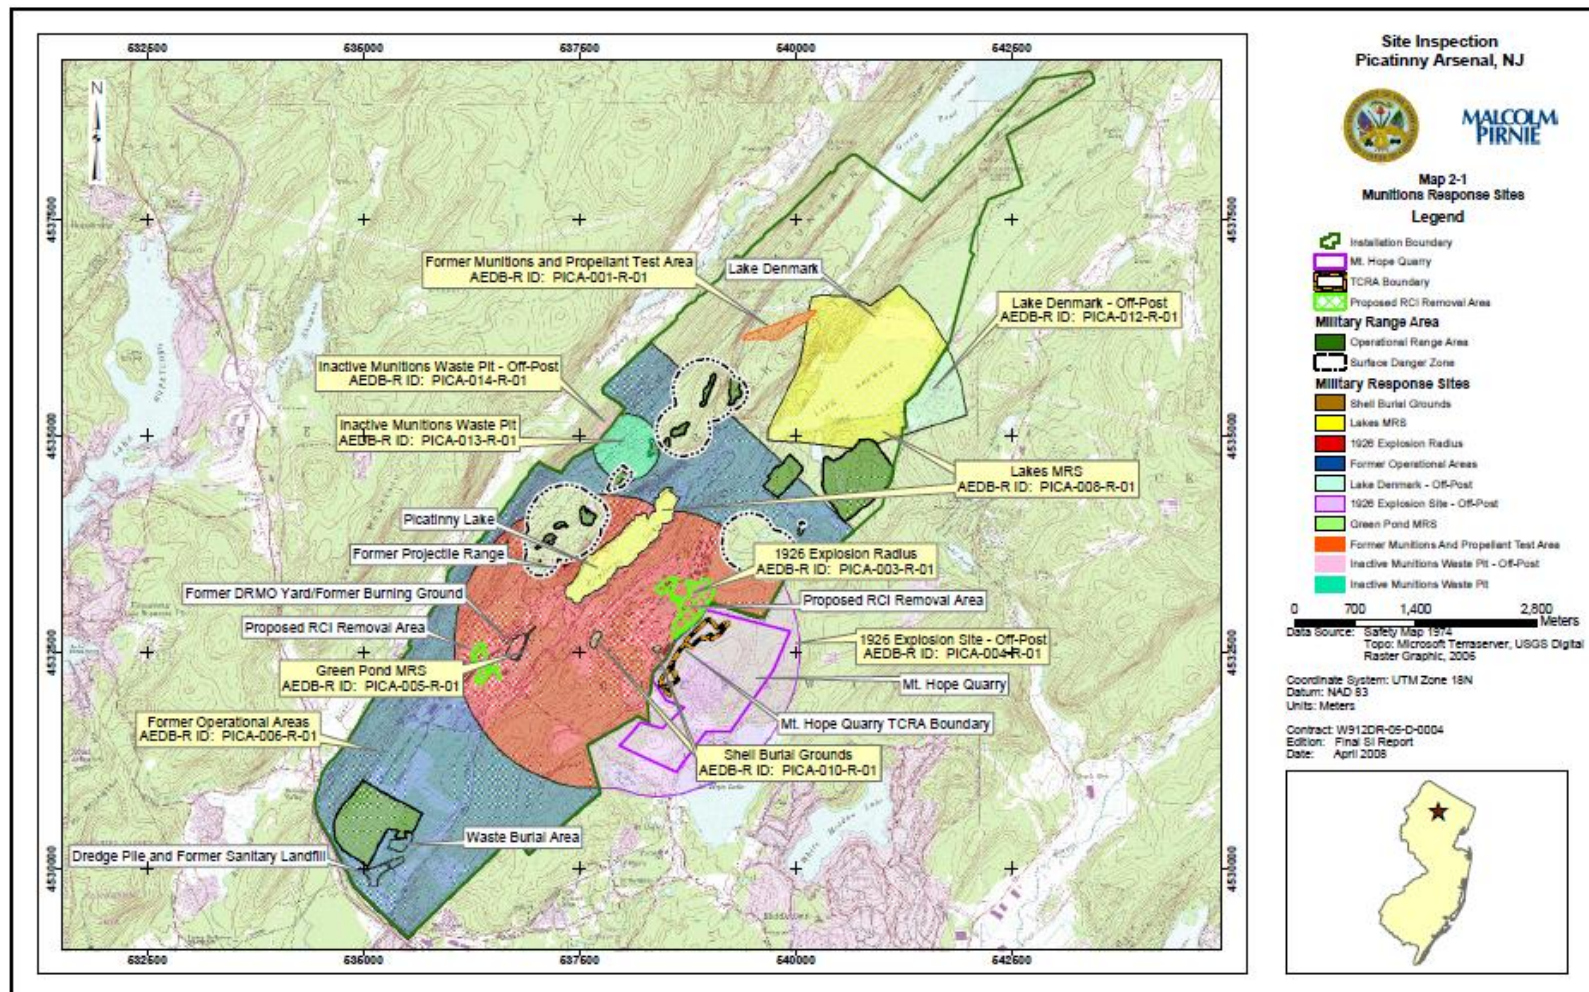 Site Inspection
Picatinny Arsenal, NJ
MALCOLM
PIRNIE
Map 2-1
Munitions Response Sites
Legend
Installation Boundary
Mt. Hope Quarry
TCRA Boundary
Proposed RCI Removal Area
Military Range Area
Operational Range Area
Surface Danger Zone
Military Response Sites
Shell Burial Grounds
Lakes MRS
1926 Explosion Radius
Former Operational Areas
Lake Denmark - Off-Post
1926 Explosion Site - Off-Post
Green Pond MRS
Former Munitions And Propellant Test Area
Inactive Munitions Waste Pit - Off-Post
Inactive Munitions Waste Pit
0 700 1,400 2,800
Meters
Data Source: Safety Map 1974
Topo: Microsoft Terraserver, USGS Digital
Raster Graphic, 2006
Coordinate System: UTM Zone 18N
Datum: NAD 83
Units: Meters
Contract: W912DR-05-D-0004
Edition: Final SI Report
Date: April 2008
632500 636000 637500 640000 642500
N
4537500 4537500
4535000 4535000
4532500 4532500
4530000 4530000
632500 636000 637500 640000 642500
Former Munitions and Propellant Test Area
AEDB-R ID: PICA-001-R-01
Lake Denmark
Lake Denmark - Off-Post
AEDB-R ID: PICA-012-R-01
Inactive Munitions Waste Pit - Off-Post
AEDB-R ID: PICA-014-R-01
Inactive Munitions Waste Pit
AEDB-R ID: PICA-013-R-01
Lakes MRS
AEDB-R ID: PICA-008-R-01
Picatinny Lake
Former Projectile Range
1926 Explosion Radius
AEDB-R ID: PICA-003-R-01
Former DRMO Yard/Former Burning Ground
Proposed RCI Removal Area
Proposed RCI Removal Area
1926 Explosion Site - Off-Post
AEDB-R ID: PICA-004-R-01
Green Pond MRS
AEDB-R ID: PICA-005-R-01
Mt. Hope Quarry
Former Operational Areas
AEDB-R ID: PICA-006-R-01
Mt. Hope Quarry TCRA Boundary
Shell Burial Grounds
AEDB-R ID: PICA-010-R-01
Waste Burial Area
Dredge Pile and Former Sanitary Landfill